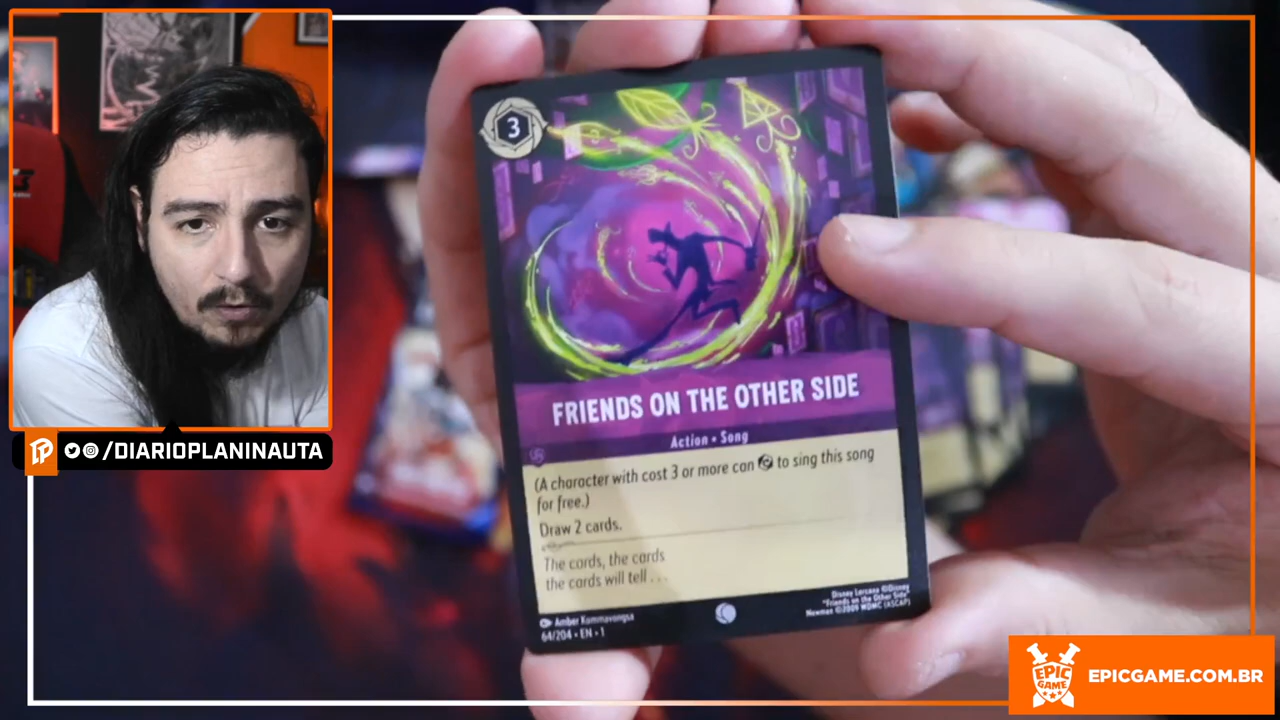 3
FRIENDS ON THE OTHER SIDE
Action • Song
(A character with cost 3 or more can to sing this song
for free.)
Draw 2 cards.
The cards, the cards
the cards will tell . . .
Amber Kommavongsa
64/204 • EN • 1
Disney Lorcana ©Disney
"Friends on the Other Side"
Newman ©2009 WDMC (ASCAP)
/DIARIOPLANINAUTA
EPIC
GAME
EPICGAME.COM.BR